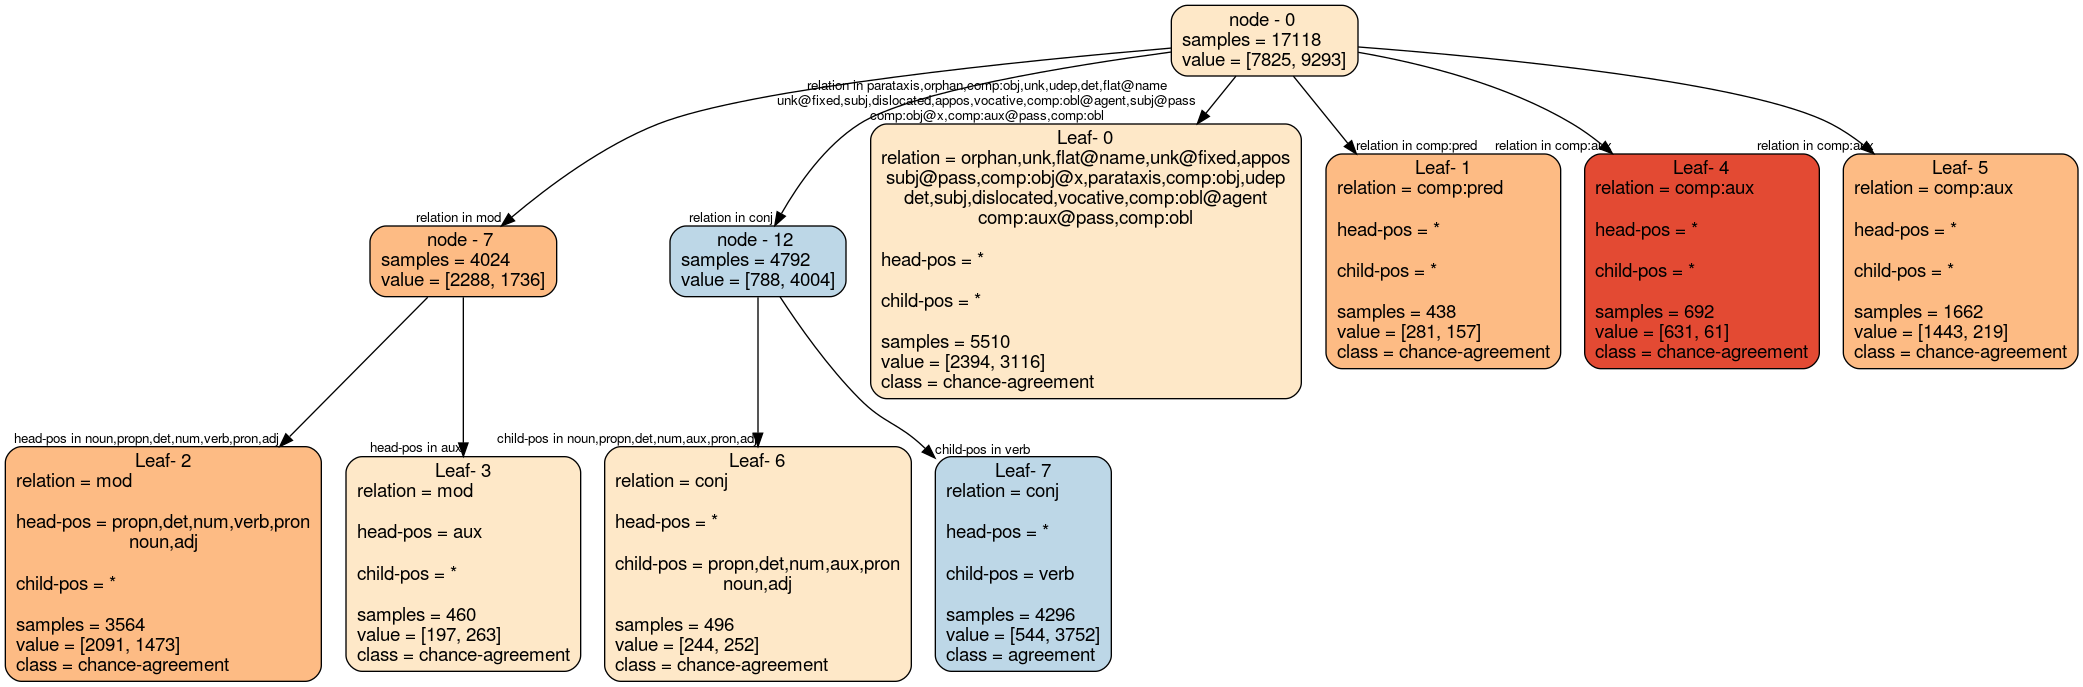 node - 0
samples = 17118
value = [7825, 9293]
relation in parataxis,orphan,comp:obj,unk,udep,det,flat@name
unk@fixed,subj,dislocated,appos,vocative,comp:obl@agent,subj@pass
comp:obj@x,comp:aux@pass,comp:obl
relation in comp:pred
relation in comp:aux
relation in comp:aux
relation in mod
relation in conj
node - 7
samples = 4024
value = [2288, 1736]
node - 12
samples = 4792
value = [788, 4004]
Leaf- 0
relation = orphan,unk,flat@name,unk@fixed,appos
subj@pass,comp:obj@x,parataxis,comp:obj,udep
det,subj,dislocated,vocative,comp:obl@agent
comp:aux@pass,comp:obl
head-pos = *
child-pos = *
samples = 5510
value = [2394, 3116]
class = chance-agreement
Leaf- 1
relation = comp:pred
head-pos = *
child-pos = *
samples = 438
value = [281, 157]
class = chance-agreement
Leaf- 4
relation = comp:aux
head-pos = *
child-pos = *
samples = 692
value = [631, 61]
class = chance-agreement
Leaf- 5
relation = comp:aux
head-pos = *
child-pos = *
samples = 1662
value = [1443, 219]
class = chance-agreement
head-pos in noun,propn,det,num,verb,pron,adj
head-pos in aux
child-pos in noun,propn,det,num,aux,pron,adj
child-pos in verb
Leaf- 2
relation = mod
head-pos = propn,det,num,verb,pron
noun,adj
child-pos = *
samples = 3564
value = [2091, 1473]
class = chance-agreement
Leaf- 3
relation = mod
head-pos = aux
child-pos = *
samples = 460
value = [197, 263]
class = chance-agreement
Leaf- 6
relation = conj
head-pos = *
child-pos = propn,det,num,aux,pron
noun,adj
samples = 496
value = [244, 252]
class = chance-agreement
Leaf- 7
relation = conj
head-pos = *
child-pos = verb
samples = 4296
value = [544, 3752]
class = agreement